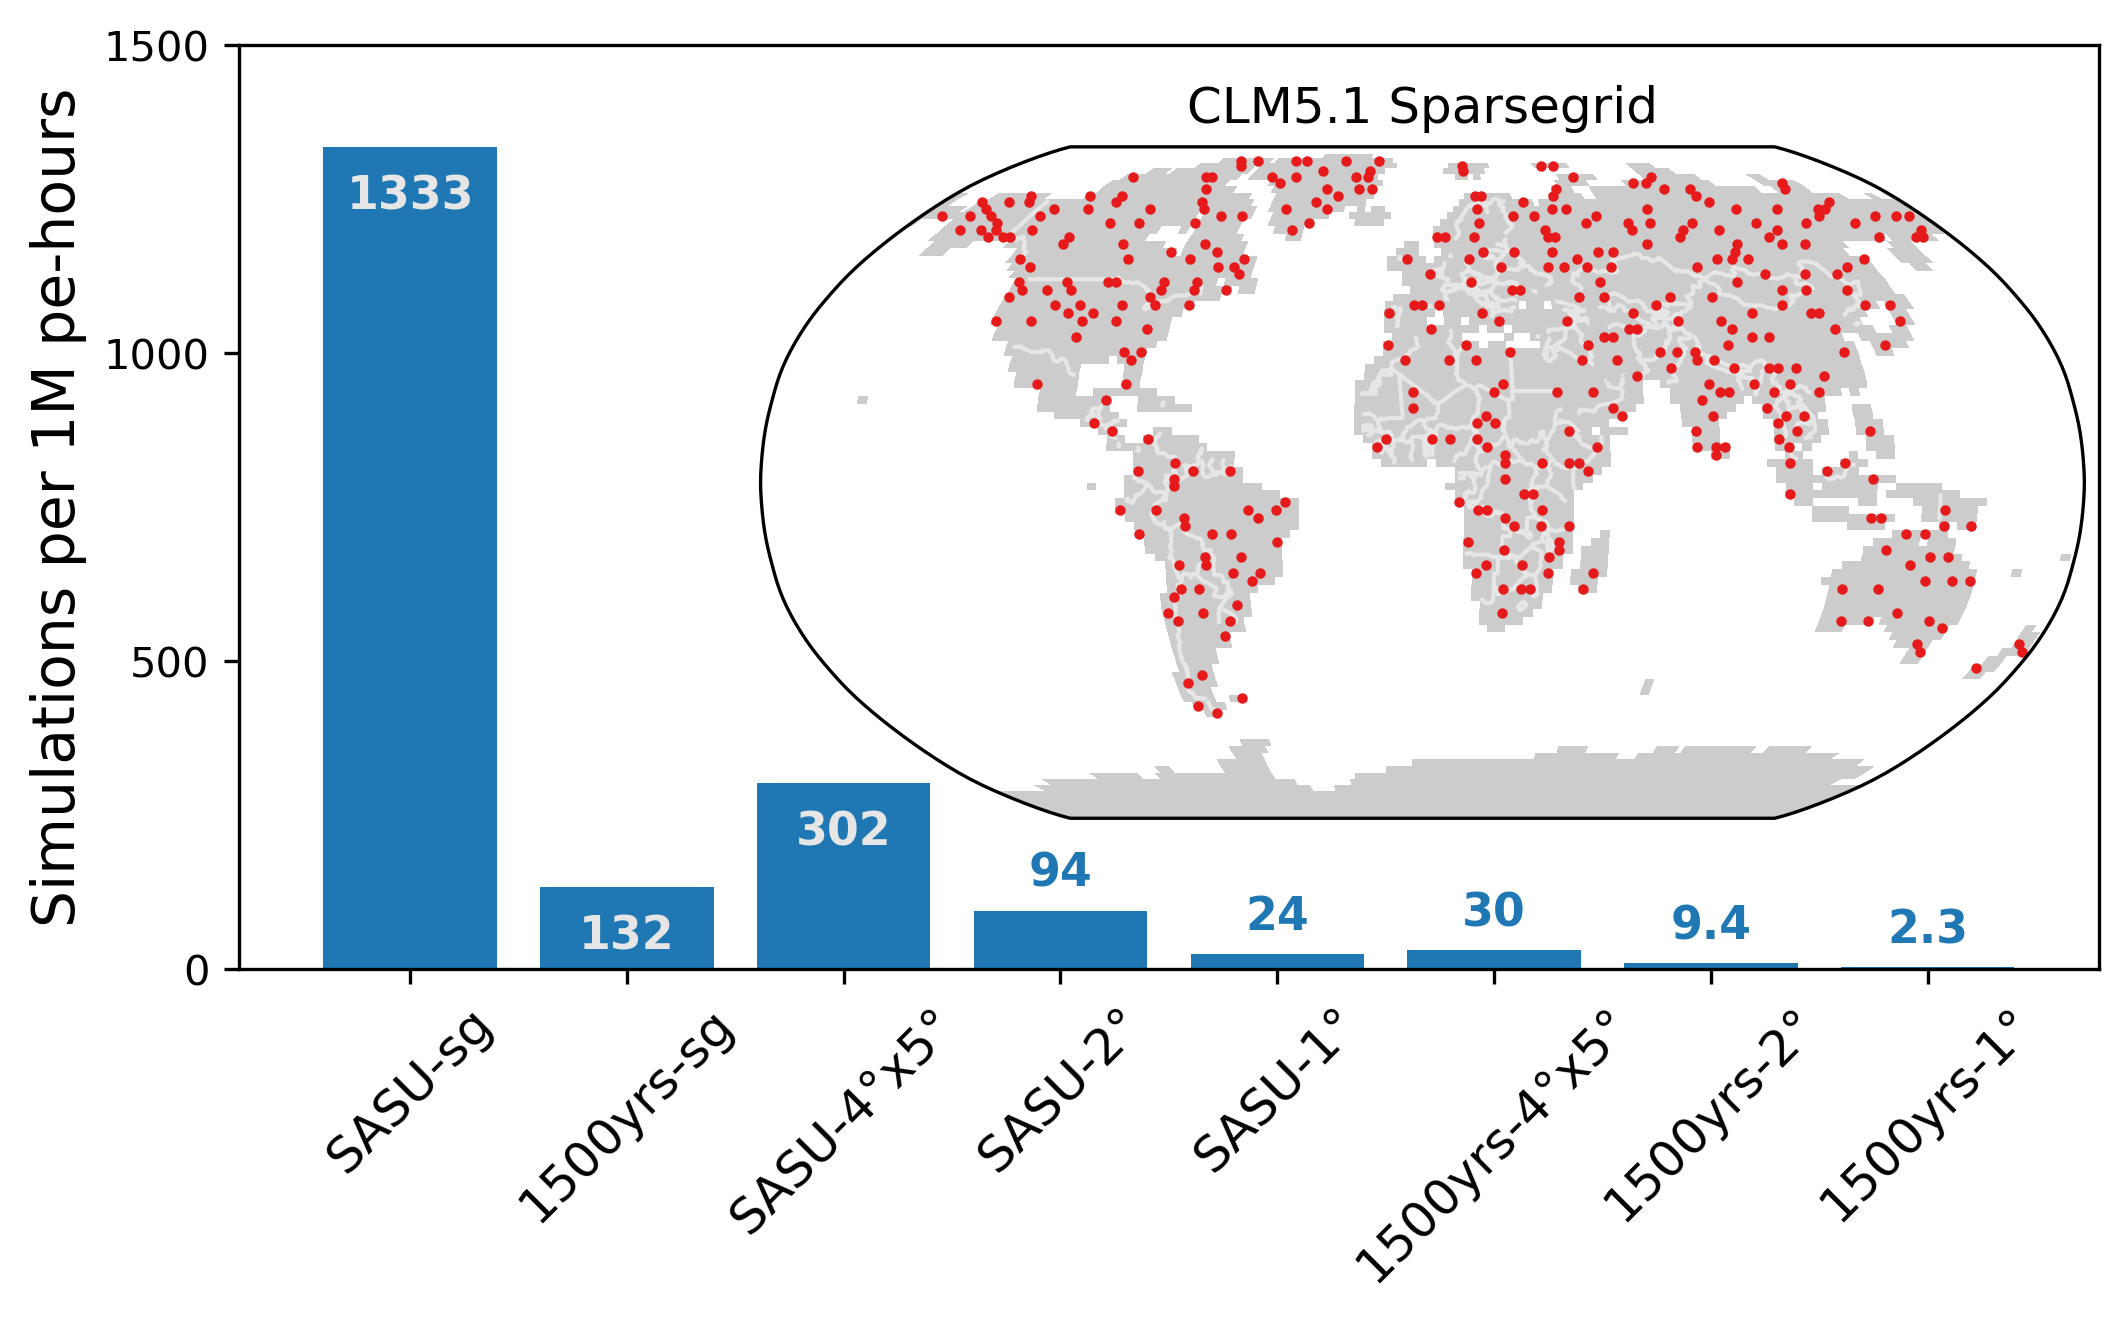 Simulations per 1M pe-hours
1500
1000
500
0
CLM5.1 Sparsegrid
1333
132
302
94
24
30
9.4
2.3
SASU-sg
1500yrs-sg
SASU-4°x5°
SASU-2°
SASU-1°
1500yrs-4°x5°
1500yrs-2°
1500yrs-1°